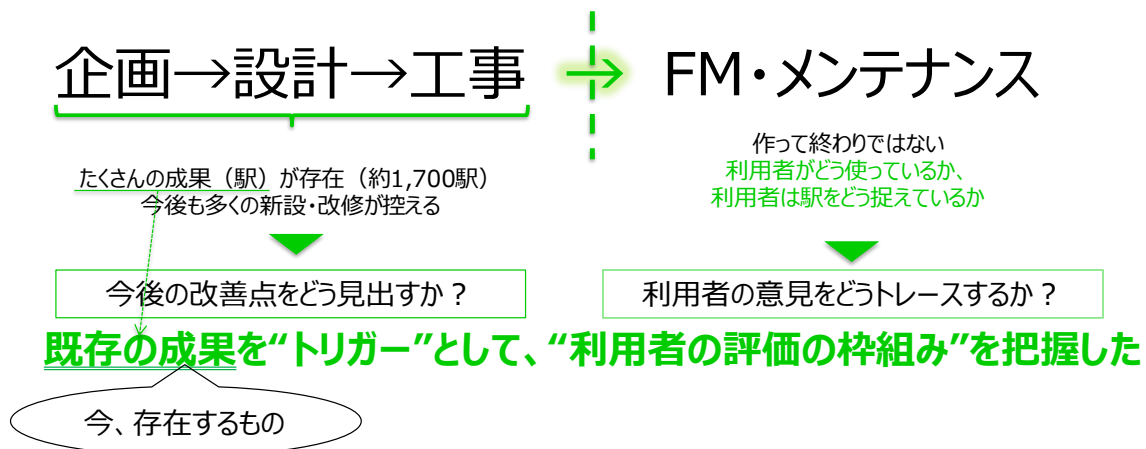 企画→設計→工事
FM・メンテナンス
たくさんの成果（駅）が存在（約1,700駅）
今後も多くの新設・改修が控える
作って終わりではない
利用者がどう使っているか、
利用者は駅をどう捉えているか
今後の改善点をどう見出すか？
利用者の意見をどうトレースするか？
既存の成果を“トリガー”として、“利用者の評価の枠組み”を把握した
今、存在するもの